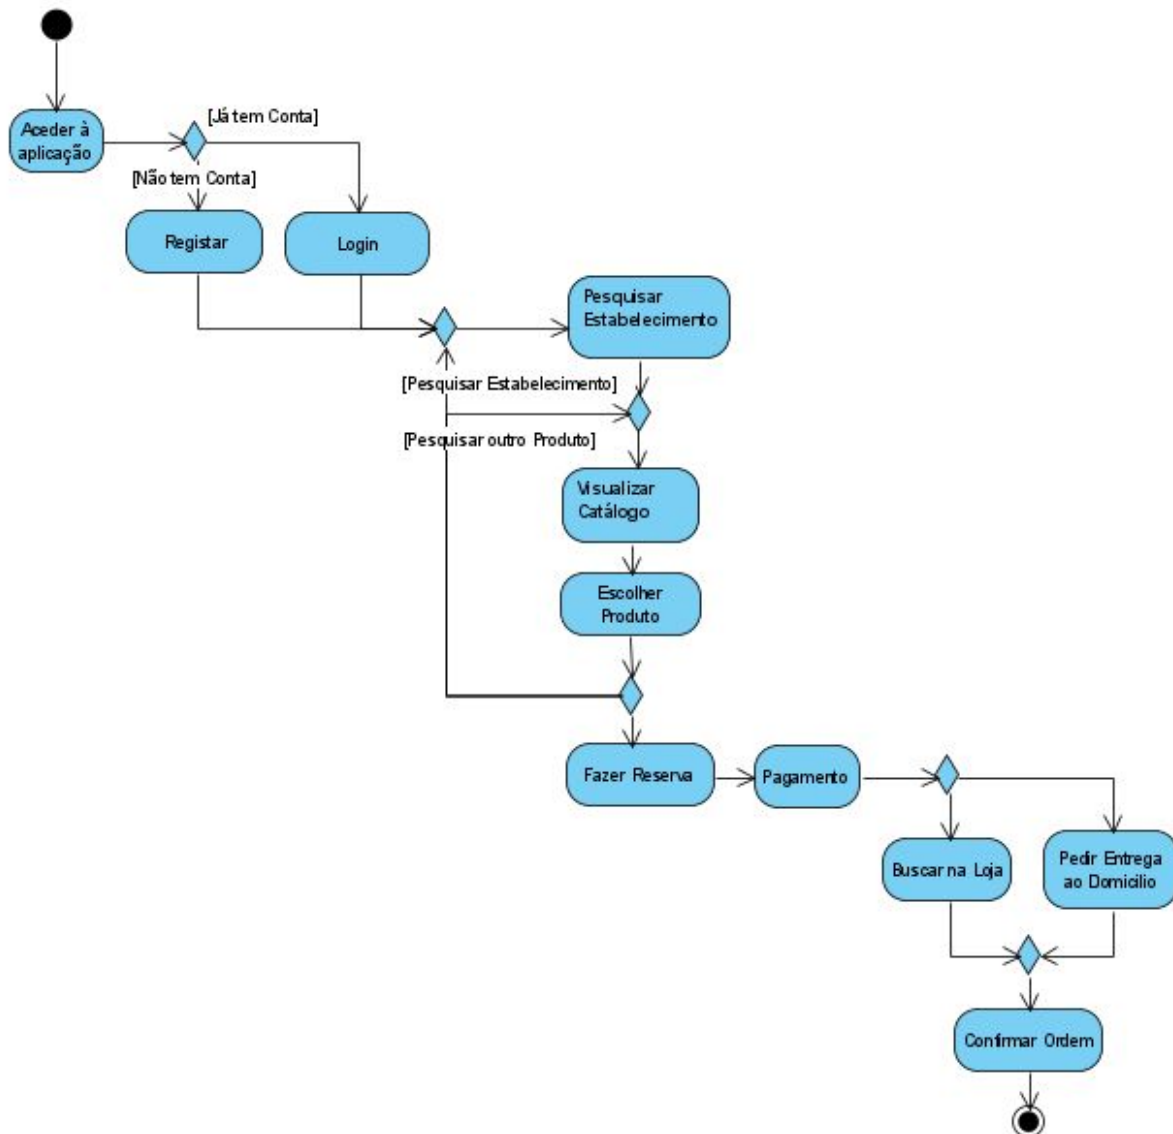 Aceder à
aplicação
[Já tem Conta]
[Não tem Conta]
Registar
Login
Pesquisar
Estabelecimento
[Pesquisar Estabelecimento]
[Pesquisar outro Produto]
Visualizar
Catálogo
Escolher
Produto
Fazer Reserva
Pagamento
Buscar na Loja
Pedir Entrega
ao Domicilio
Confirmar Ordem